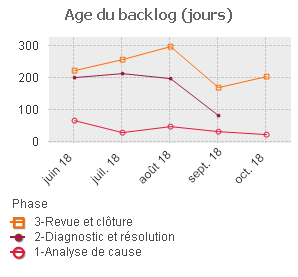 Age du backlog (jours)
300
200
100
0
juin 18
juil. 18
août 18
sept. 18
oct. 18
Phase
3-Revue et clôture
2-Diagnostic et résolution
1-Analyse de cause